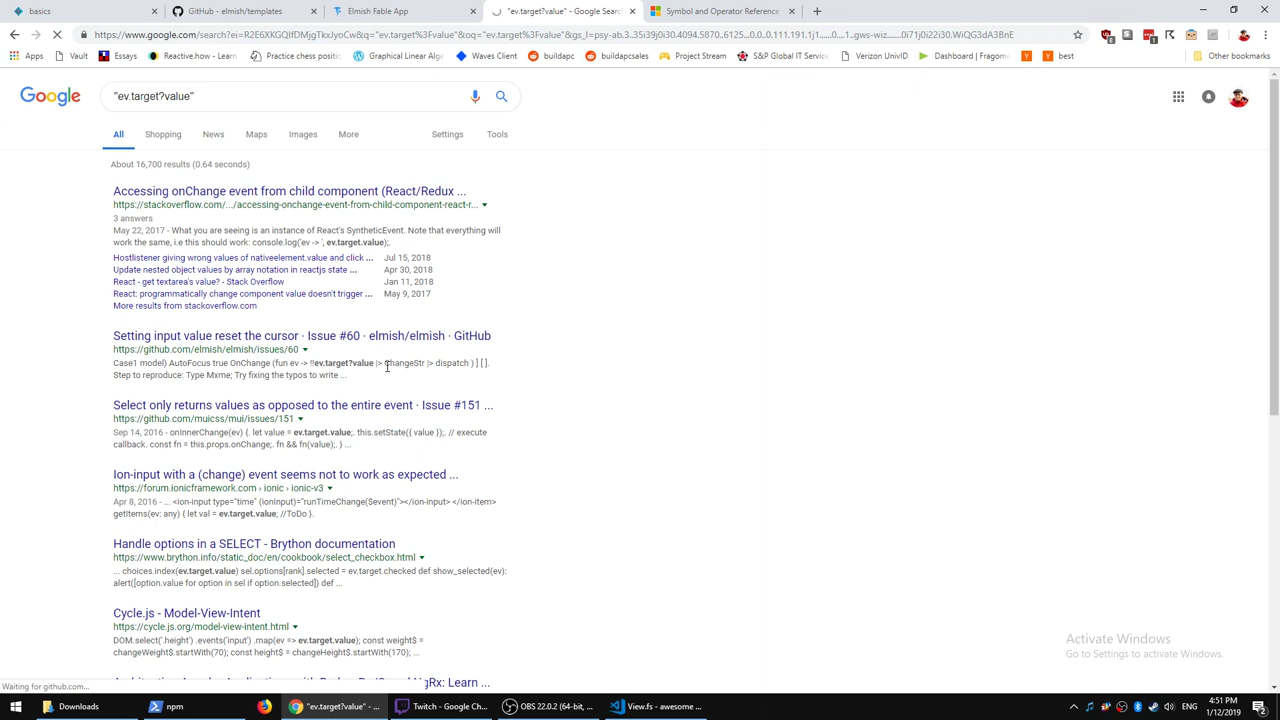 basics
GitHub - elmish/templates
Elmish Fable App
"ev.target?value" - Google Search
Symbol and Operator Reference
https://www.google.com/search?ei=R2E6XKGQJfDMjgTkxJyoCw&q="ev.target%3Fvalue"&oq="ev.target%3Fvalue"&gs_l=psy-ab.3..35i39j0i30.4094.5870..6125...0.0..0.111.191.1j1......0....1..gws-wiz.......0i71j0i22i30.WiQG3dA3BnE
Apps
Vault
Essays
Reactive.how - Learn
Practice chess position
Graphical Linear Alge
Waves Client
buildapc
buildapcsales
Project Stream
S&P Global IT Service
Verizon UnivID
Dashboard | Fragome
best
Other bookmarks
Google
"ev.target?value"
All
Shopping
News
Maps
Images
More
Settings
Tools
About 16,700 results (0.64 seconds)
Accessing onChange event from child component (React/Redux ...
https://stackoverflow.com/.../accessing-onchange-event-from-child-component-react-r...
3 answers
May 22, 2017 - What you are seeing is an instance of React's SyntheticEvent. Note that everything will
work the same, i.e this should work: console.log('ev -> ', ev.target.value);.
Hostlistener giving wrong values of nativeelement.value and click ... Jul 15, 2018
Update nested object values by array notation in reactjs state ... Apr 30, 2018
React - get textarea's value? - Stack Overflow Jan 11, 2018
React: programmatically change component value doesn't trigger ... May 9, 2017
More results from stackoverflow.com
Setting input value reset the cursor · Issue #60 · elmish/elmish · GitHub
https://github.com/elmish/elmish/issues/60
Case1 model) AutoFocus true OnChange (fun ev -> !!ev.target?value |> changeStr |> dispatch ) ] [ ].
Step to reproduce: Type Mxme; Try fixing the typos to write ...
Select only returns values as opposed to the entire event · Issue #151 ...
https://github.com/muicss/mui/issues/151
Sep 14, 2016 - onInnerChange(ev) { let value = ev.target.value;. this.setState({ value });. // execute
callback. const fn = this.props.onChange;. fn && fn(value);. } ...
Ion-input with a (change) event seems not to work as expected ...
https://forum.ionicframework.com › ionic › ionic-v3
Apr 8, 2016 - ... <ion-input type="time" (ionInput)="runTimeChange($event)"></ion-input> </ion-item>
getItems(ev: any) { let val = ev.target.value; //ToDo }.
Handle options in a SELECT - Brython documentation
https://www.brython.info/static_doc/en/cookbook/select_checkbox.html
... choices.index(ev.target.value) sel.options[rank].selected = ev.target.checked def show_selected(ev):
alert([option.value for option in sel if option.selected]) def ...
Cycle.js - Model-View-Intent
https://cycle.js.org/model-view-intent.html
DOM.select('.height') .events('input') .map(ev => ev.target.value); const weight$ =
changeWeight$.startWith(70); const height$ = changeHeight$.startWith(170); ...
Learn ...
Activate Windows
Go to Settings to activate Windows.
Waiting for github.com...
Downloads
npm
"ev.target?value" - ...
Twitch - Google Ch...
OBS 22.0.2 (64-bit, ...
View.fs - awesome ...
4:51 PM
1/12/2019